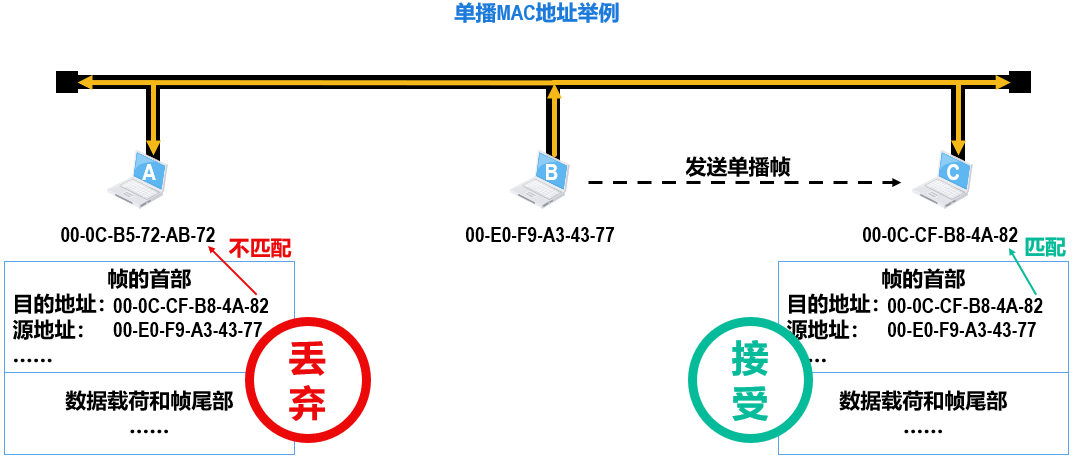 单播MAC地址举例
A
B
C
发送单播帧
00-0C-B5-72-AB-72
00-E0-F9-A3-43-77
00-0C-CF-B8-4A-82
不匹配
匹配
帧的首部
目的地址：00-0C-CF-B8-4A-82
源地址： 00-E0-F9-A3-43-77
……
数据载荷和帧尾部
……
丢
弃
帧的首部
目的地址：00-0C-CF-B8-4A-82
源地址： 00-E0-F9-A3-43-77
……
数据载荷和帧尾部
……
接
受